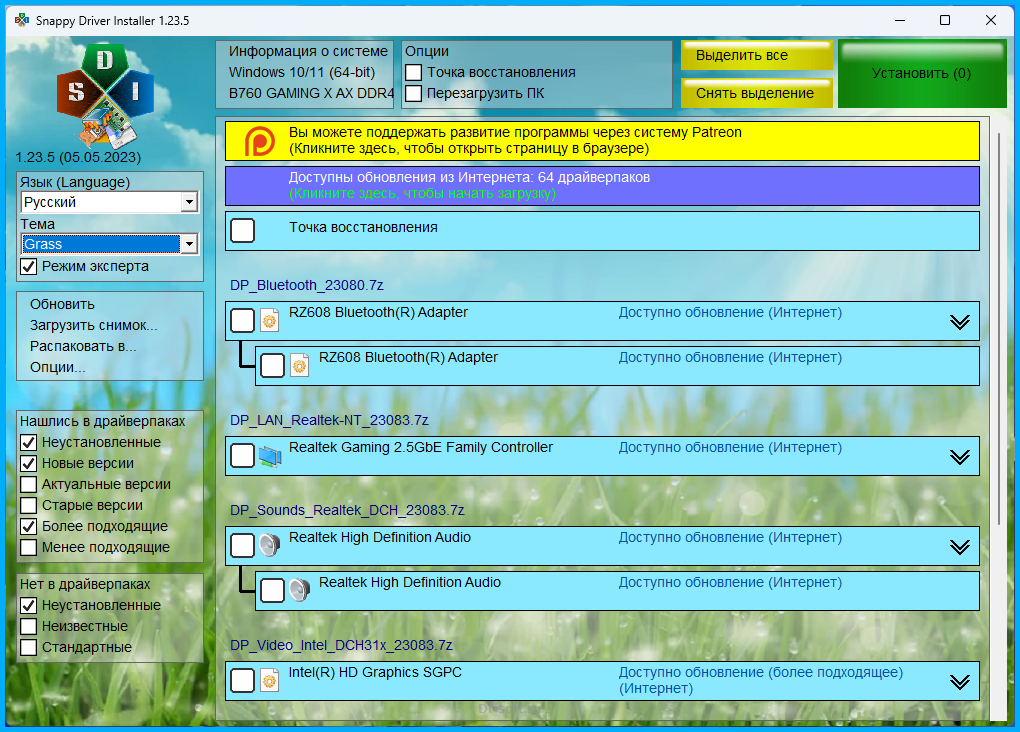 Snappy Driver Installer 1.23.5
S D I
1.23.5 (05.05.2023)
Язык (Language)
Русский
Тема
Grass
Режим эксперта
Обновить
Загрузить снимок...
Распаковать в...
Опции...
Нашлись в драйверпаках
Неустановленные
Новые версии
Актуальные версии
Старые версии
Более подходящие
Менее подходящие
Нет в драйверпаках
Неустановленные
Неизвестные
Стандартные
Информация о системе
Windows 10/11 (64-bit)
B760 GAMING X AX DDR4
Опции
Точка восстановления
Перезагрузить ПК
Выделить все
Снять выделение
Установить (0)
Вы можете поддержать развитие программы через систему Patreon
(Кликните здесь, чтобы открыть страницу в браузере)
Доступны обновления из Интернета: 64 драйверпаков
(Кликните здесь, чтобы начать загрузку)
Точка восстановления
DP_Bluetooth_23080.7z
RZ608 Bluetooth(R) Adapter Доступно обновление (Интернет)
RZ608 Bluetooth(R) Adapter Доступно обновление (Интернет)
DP_LAN_Realtek-NT_23083.7z
Realtek Gaming 2.5GbE Family Controller Доступно обновление (Интернет)
DP_Sounds_Realtek_DCH_23083.7z
Realtek High Definition Audio Доступно обновление (Интернет)
Realtek High Definition Audio Доступно обновление (Интернет)
DP_Video_Intel_DCH31x_23083.7z
Intel(R) HD Graphics SGPC Доступно обновление (более подходящее)
(Интернет)